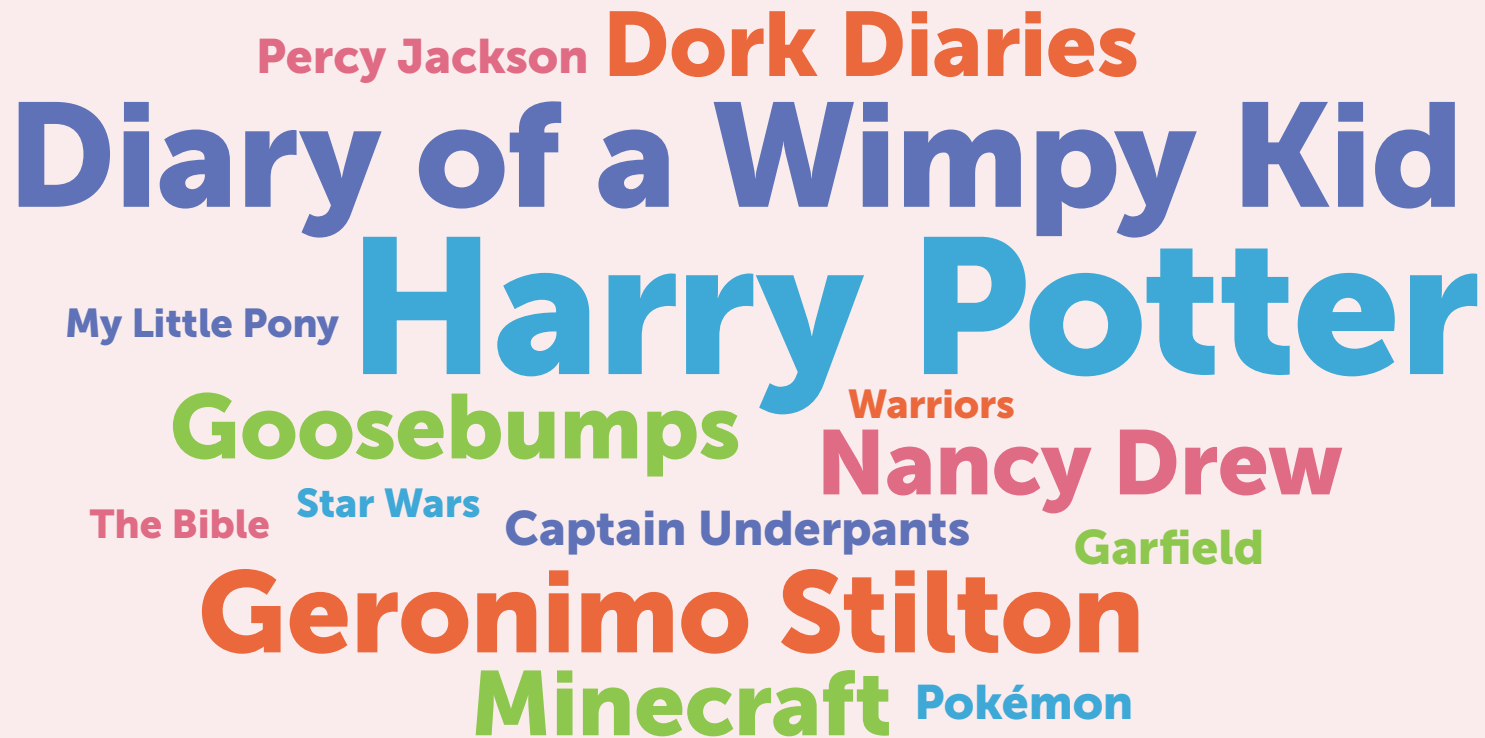 Percy Jackson Dork Diaries
Diary of a Wimpy Kid
My Little Pony Harry Potter
Goosebumps Warriors
Nancy Drew
The Bible Star Wars Captain Underpants Garfield
Geronimo Stilton
Minecraft Pokémon